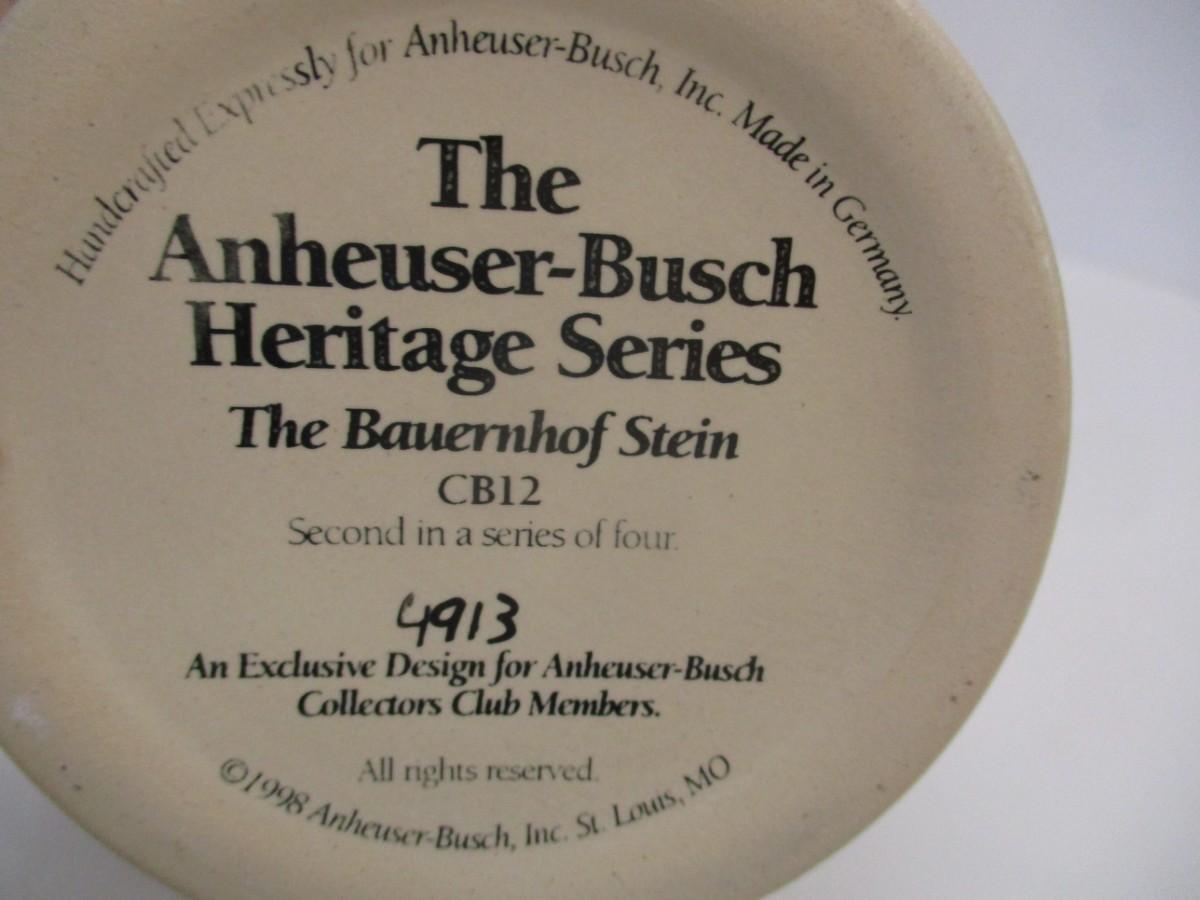 Handcrafted Expressly for Anheuser-Busch, Inc. Made in Germany.
The
Anheuser-Busch
Heritage Series
The Bauernhof Stein
CB12
Second in a series of four.
4913
An Exclusive Design for Anheuser-Busch
Collectors Club Members.
All rights reserved.
©1998 Anheuser-Busch, Inc. St. Louis, MO